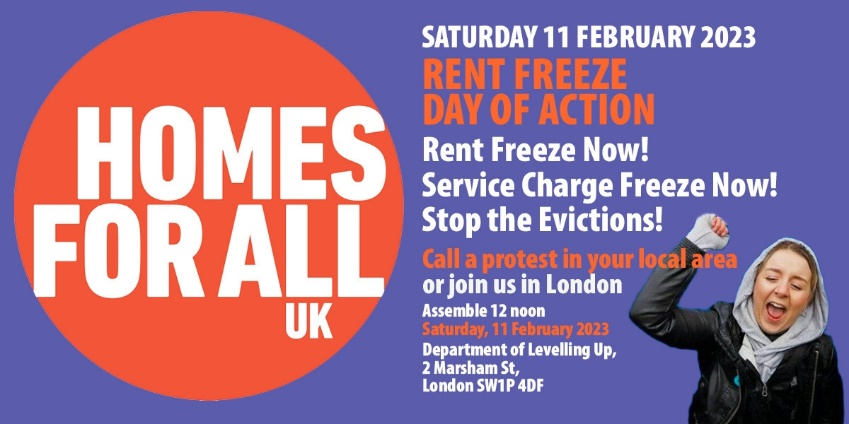 HOMES
FOR ALL
UK
SATURDAY 11 FEBRUARY 2023
RENT FREEZE
DAY OF ACTION
Rent Freeze Now!
Service Charge Freeze Now!
Stop the Evictions!
Call a protest in your local area
or join us in London
Assemble 12 noon
Saturday, 11 February 2023
Department of Levelling Up,
2 Marsham St,
London SW1P 4DF